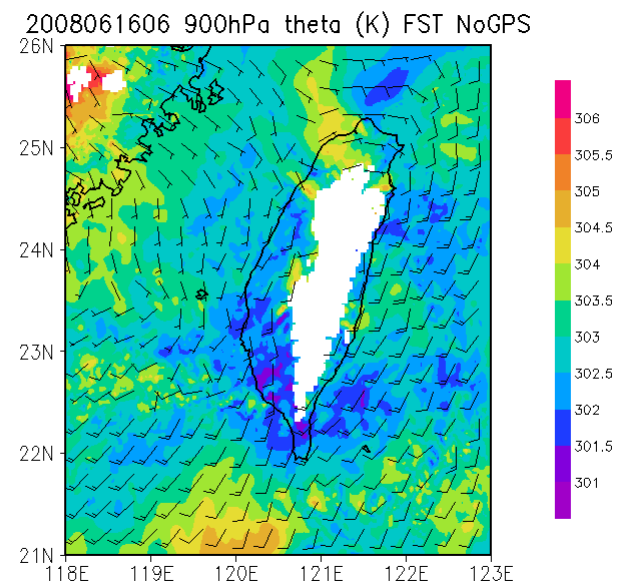 2008061606 900hPa theta (K) FST NoGPS
26N
25N
24N
23N
22N
21N
118E 119E 120E 121E 122E 123E
306
305.5
305
304.5
304
303.5
303
302.5
302
301.5
301